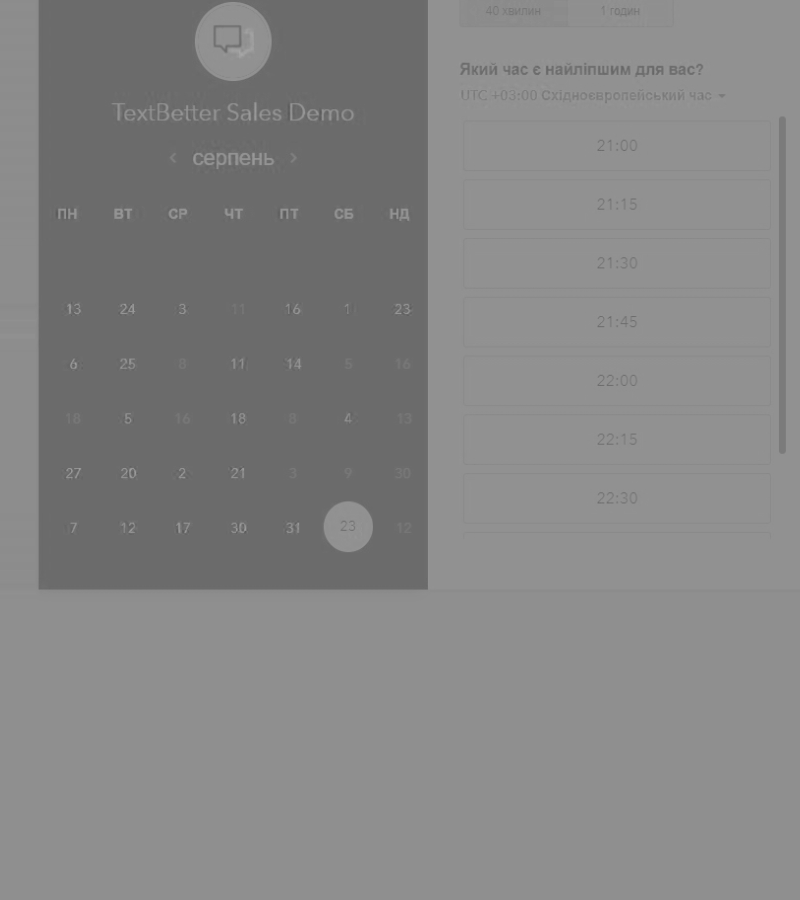 40 хвилин 1 годин
TextBetter Sales Demo
‹ серпень ›
ПН ВТ СР ЧТ ПТ СБ НД
13 24 3 11 16 1 23
6 25 8 11 14 5 16
18 5 16 18 8 4 13
27 20 2 21 3 9 30
7 12 17 30 31 23 12
Який час є найліпшим для вас?
UTC +03:00 Східноєвропейський час
21:00
21:15
21:30
21:45
22:00
22:15
22:30